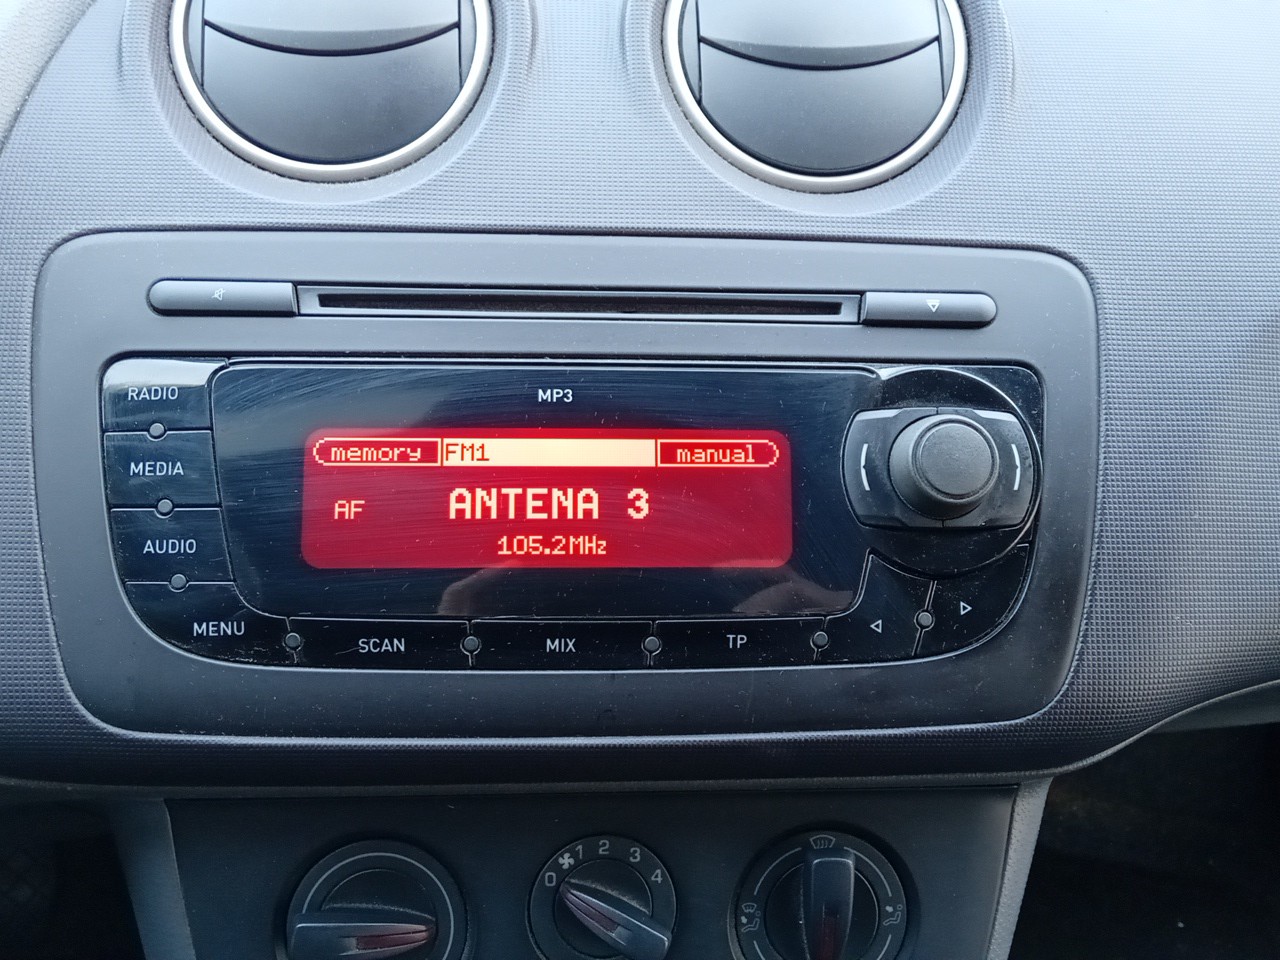 RADIO
MEDIA
AUDIO
MENU
MP3
memory FM1 manual
AF ANTENA 3
105.2MHz
SCAN MIX TP
0 1 2 3 4